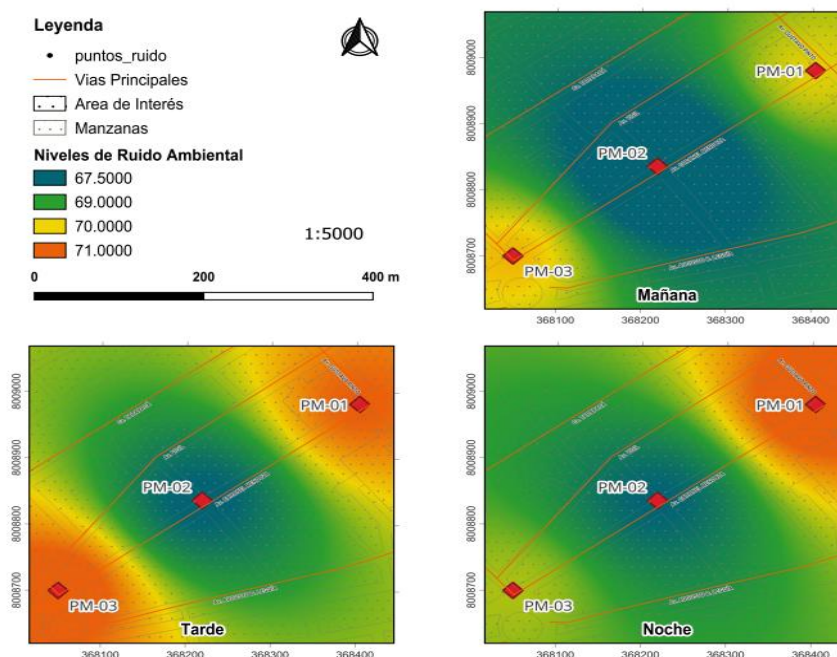 Leyenda
puntos_ruido
Vias Principales
Area de Interés
Manzanas
Niveles de Ruido Ambiental
67.5000
69.0000
70.0000
71.0000
1:5000
0 200 400 m
8009000
8008900
8008800
8008700
PM-01
PM-02
PM-03
Mañana
368100 368200 368300 368400
8009000
8008900
8008800
8008700
PM-01
PM-02
PM-03
Tarde
368100 368200 368300 368400
8009000
8008900
8008800
8008700
PM-01
PM-02
PM-03
Noche
368100 368200 368300 368400